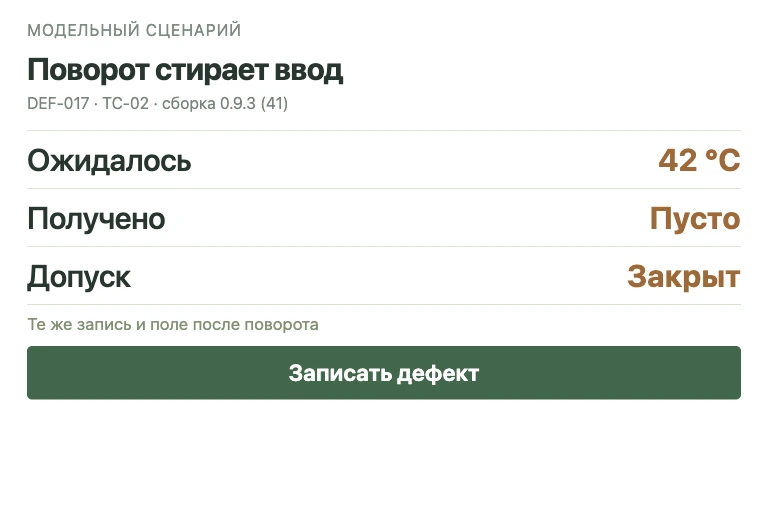 МОДЕЛЬНЫЙ СЦЕНАРИЙ
Поворот стирает ввод
DEF-017 · TC-02 · сборка 0.9.3 (41)
Ожидалось 42 °C
Получено Пусто
Допуск Закрыт
Те же запись и поле после поворота
Записать дефект